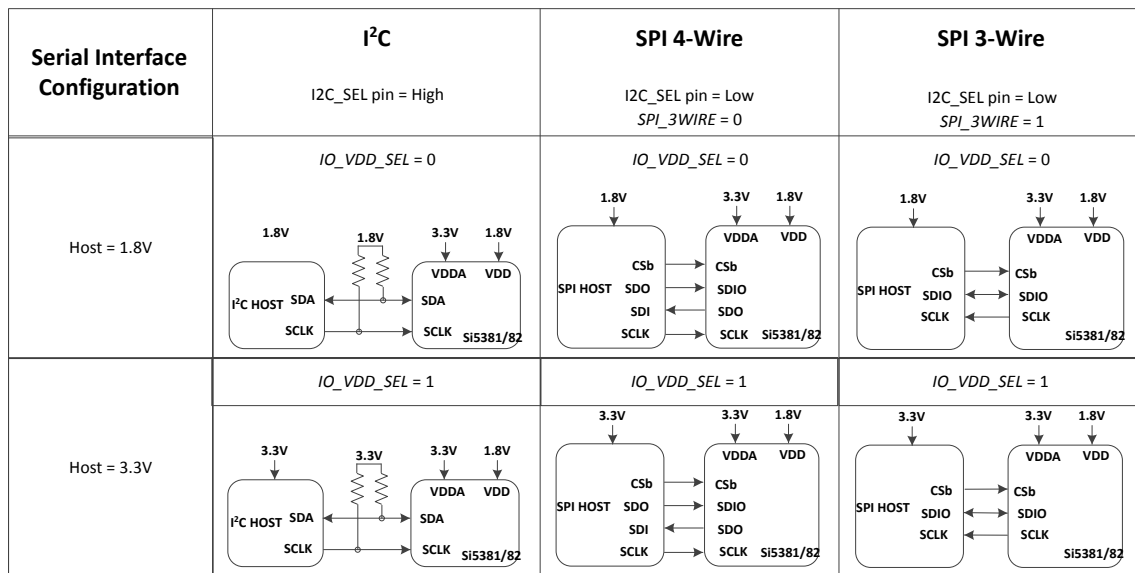 Serial Interface
Configuration
I²C
I2C_SEL pin = High
SPI 4-Wire
I2C_SEL pin = Low
SPI_3WIRE = 0
SPI 3-Wire
I2C_SEL pin = Low
SPI_3WIRE = 1
Host = 1.8V
IO_VDD_SEL = 0
1.8V
1.8V
3.3V 1.8V
VDDA VDD
I²C HOST
SDA
SCLK
SDA
SCLK
Si5381/82
IO_VDD_SEL = 0
1.8V
3.3V 1.8V
VDDA VDD
SPI HOST
CSb
SDO
SDI
SCLK
CSb
SDIO
SDO
SCLK
Si5381/82
IO_VDD_SEL = 0
1.8V
3.3V 1.8V
VDDA VDD
SPI HOST
CSb
SDIO
SCLK
CSb
SDIO
SCLK
Si5381/82
Host = 3.3V
IO_VDD_SEL = 1
3.3V
3.3V
3.3V 1.8V
VDDA VDD
I²C HOST
SDA
SCLK
SDA
SCLK
Si5381/82
IO_VDD_SEL = 1
3.3V
3.3V 1.8V
VDDA VDD
SPI HOST
CSb
SDO
SDI
SCLK
CSb
SDIO
SDO
SCLK
Si5381/82
IO_VDD_SEL = 1
3.3V
3.3V 1.8V
VDDA VDD
SPI HOST
CSb
SDIO
SCLK
CSb
SDIO
SCLK
Si5381/82